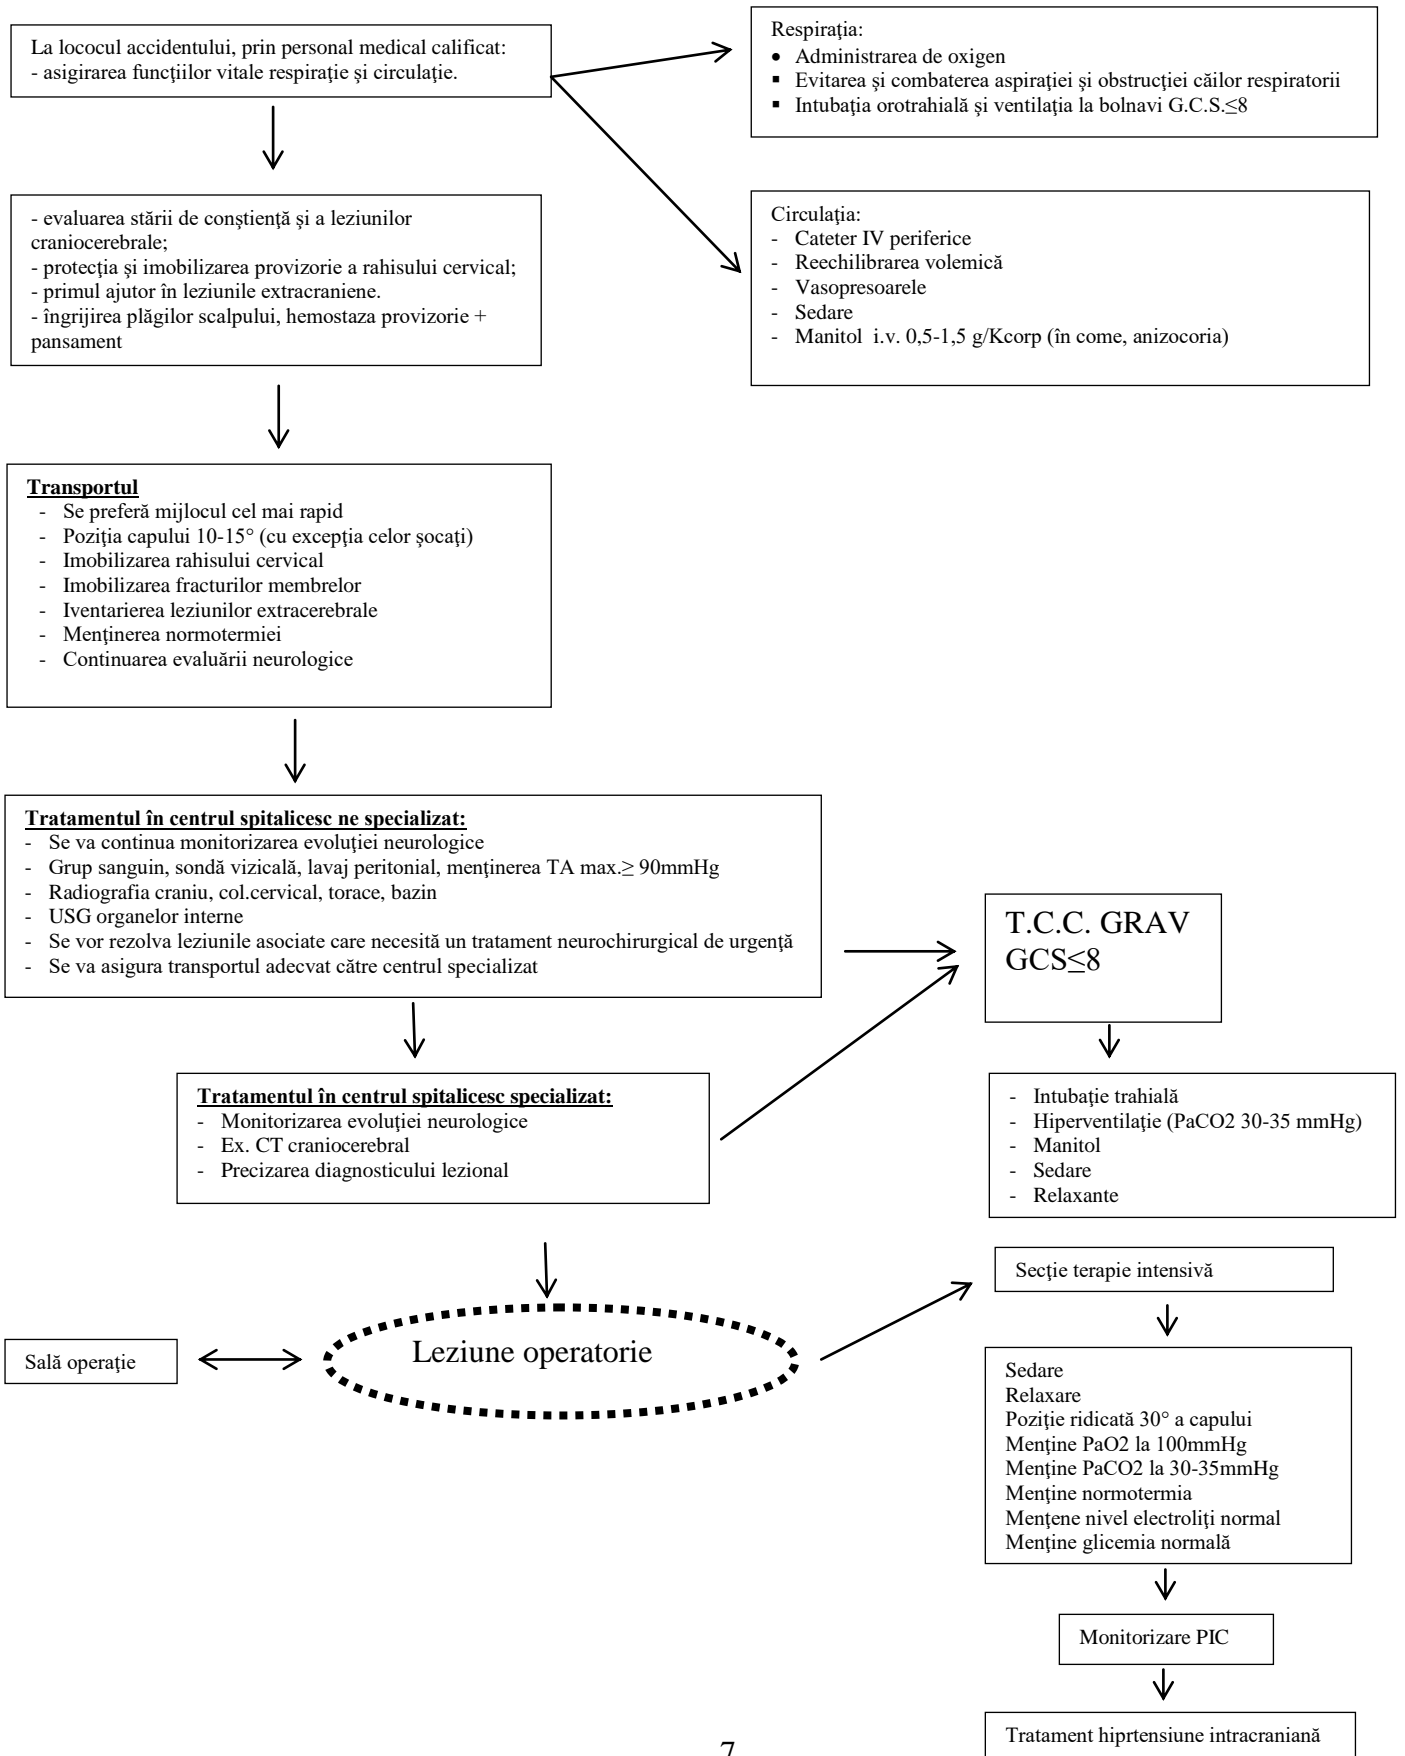 La lococul accidentului, prin personal medical calificat:
- asigirarea funcţiilor vitale respiraţie şi circulaţie.
Respiraţia:
• Administrarea de oxigen
▪ Evitarea şi combaterea aspiraţiei şi obstrucţiei căilor respiratorii
▪ Intubaţia orotrahială şi ventilaţia la bolnavi G.C.S.≤8
- evaluarea stării de conştienţă şi a leziunilor
craniocerebrale;
- protecţia şi imobilizarea provizorie a rahisului cervical;
- primul ajutor în leziunile extracraniene.
- îngrijirea plăgilor scalpului, hemostaza provizorie +
pansament
Circulaţia:
- Cateter IV periferice
- Reechilibrarea volemică
- Vasopresoarele
- Sedare
- Manitol i.v. 0,5-1,5 g/Kcorp (în come, anizocoria)
Transportul
- Se preferă mijlocul cel mai rapid
- Poziţia capului 10-15° (cu excepţia celor şocaţi)
- Imobilizarea rahisului cervical
- Imobilizarea fracturilor membrelor
- Iventarierea leziunilor extracerebrale
- Menţinerea normotermiei
- Continuarea evaluării neurologice
Tratamentul în centrul spitalicesc ne specializat:
- Se va continua monitorizarea evoluţiei neurologice
- Grup sanguin, sondă vizicală, lavaj peritonial, menţinerea TA max.≥ 90mmHg
- Radiografia craniu, col.cervical, torace, bazin
- USG organelor interne
- Se vor rezolva leziunile asociate care necesită un tratament neurochirurgical de urgenţă
- Se va asigura transportul adecvat către centrul specializat
T.C.C. GRAV
GCS≤8
Tratamentul în centrul spitalicesc specializat:
- Monitorizarea evoluţiei neurologice
- Ex. CT craniocerebral
- Precizarea diagnosticului lezional
- Intubaţie trahială
- Hiperventilaţie (PaCO2 30-35 mmHg)
- Manitol
- Sedare
- Relaxante
Secţie terapie intensivă
Sală operaţie
Leziune operatorie
Sedare
Relaxare
Poziţie ridicată 30° a capului
Menţine PaO2 la 100mmHg
Menţine PaCO2 la 30-35mmHg
Menţine normotermia
Menţene nivel electroliţi normal
Menţine glicemia normală
Monitorizare PIC
Tratament hiprtensiune intracraniană
7